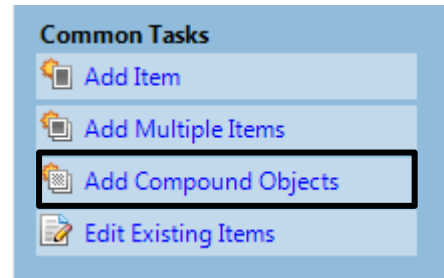 Common Tasks
Add Item
Add Multiple Items
Add Compound Objects
Edit Existing Items